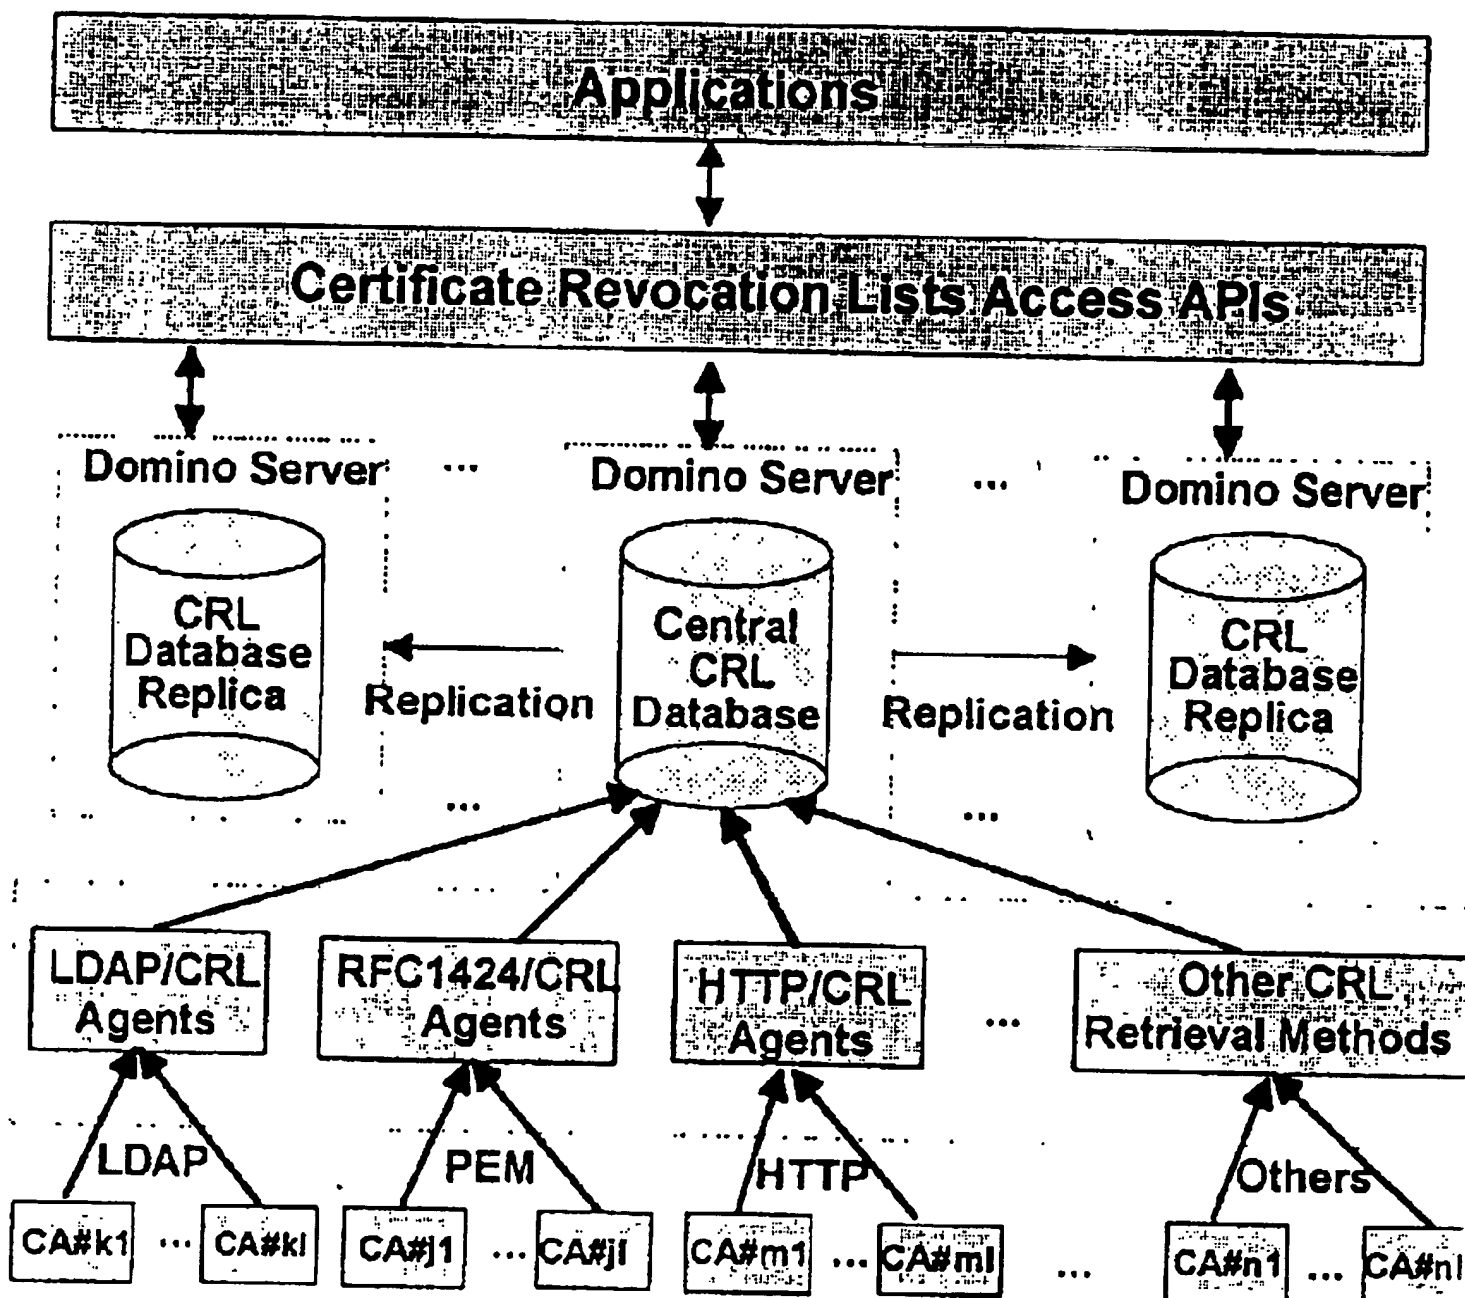 Applications
Certificate Revocation Lists Access APIs
Domino Server
...
Domino Server
...
Domino Server
CRL
Database
Replica
Replication
Central
CRL
Database
Replication
CRL
Database
Replica
...
...
LDAP/CRL
Agents
RFC1424/CRL
Agents
HTTP/CRL
Agents
...
Other CRL
Retrieval Methods
LDAP
PEM
HTTP
Others
CA#k1
...
CA#kl
CA#j1
...
CA#jl
CA#m1
...
CA#ml
...
CA#n1
...
CA#nl